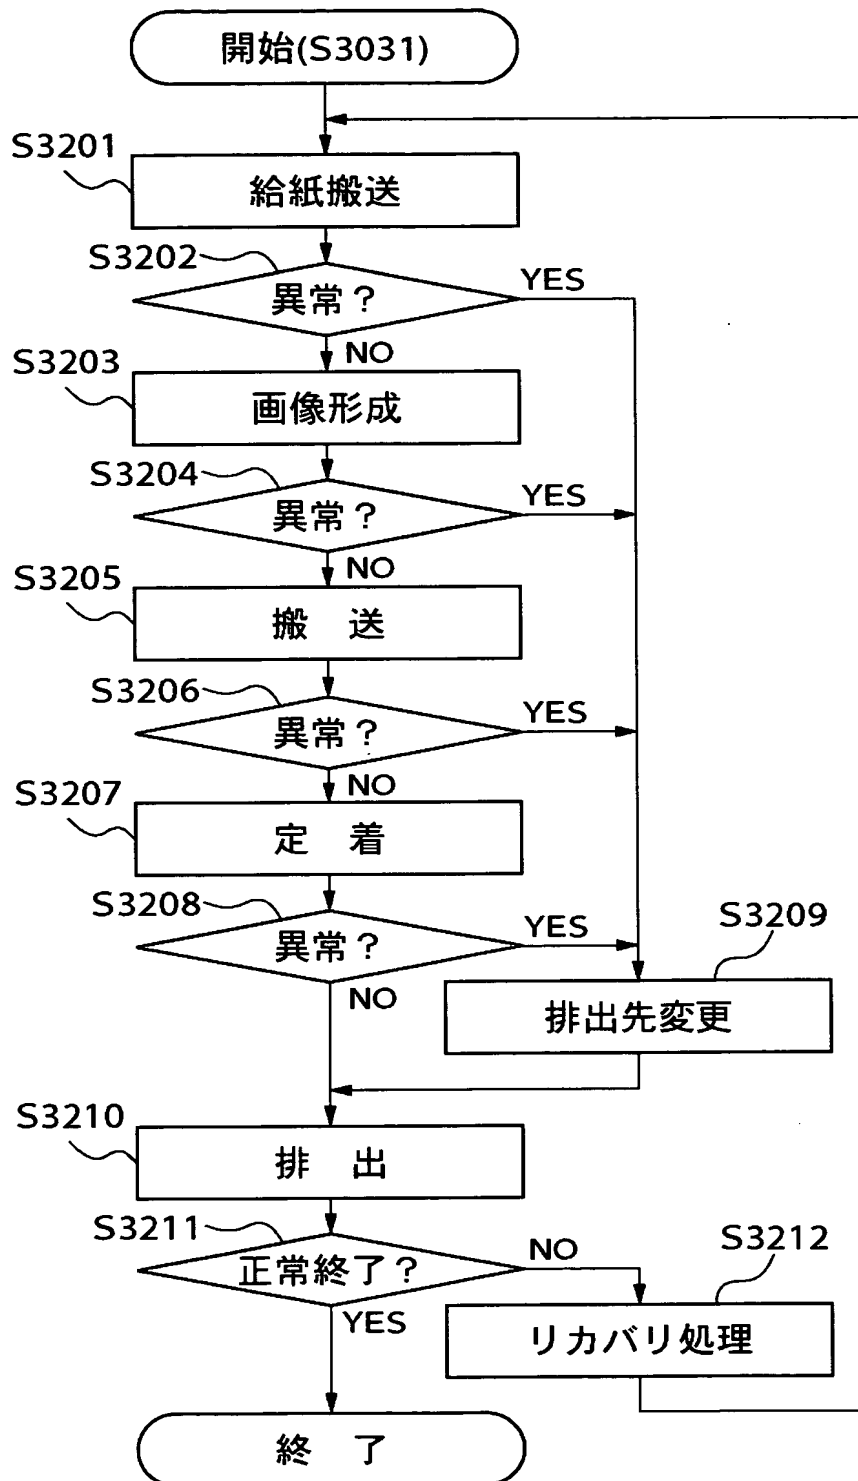 開始(S3031)
S3201
給紙搬送
S3202
異常？
YES
NO
S3203
画像形成
S3204
異常？
YES
NO
S3205
搬　送
S3206
異常？
YES
NO
S3207
定　着
S3208
異常？
YES
NO
S3209
排出先変更
S3210
排　出
S3211
正常終了？
NO
YES
S3212
リカバリ処理
終　了